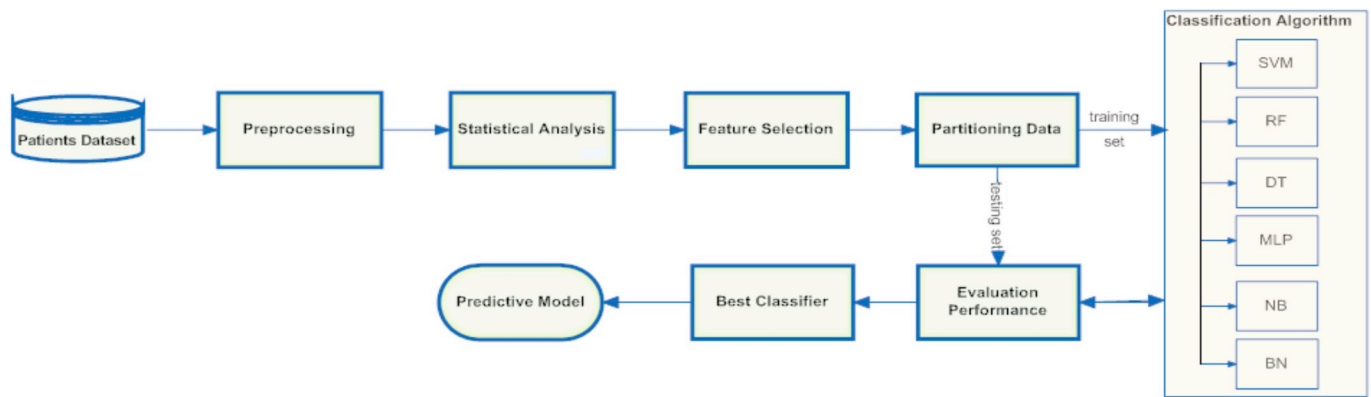 Classification Algorithm
SVM
RF
DT
MLP
NB
BN
Patients Dataset
Preprocessing
Statistical Analysis
Feature Selection
Partitioning Data
training
set
testing set
Evaluation
Performance
Best Classifier
Predictive Model